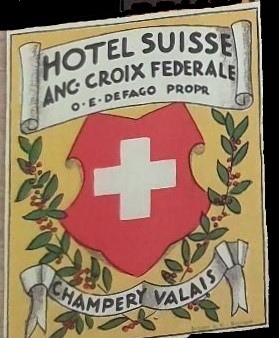 HOTEL SUISSE
ANC. CROIX FEDERALE
O. E. DEFAGO PROPR
CHAMPERY VALAIS